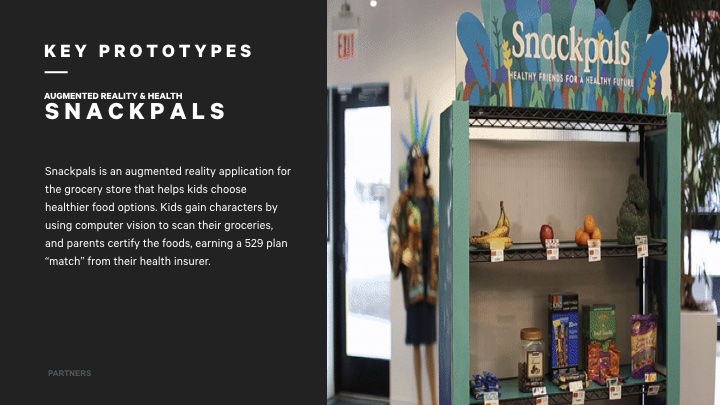 KEY PROTOTYPES
AUGMENTED REALITY & HEALTH
SNACKPALS
Snackpals is an augmented reality application for
the grocery store that helps kids choose
healthier food options. Kids gain characters by
using computer vision to scan their groceries,
and parents certify the foods, earning a 529 plan
“match” from their health insurer.
PARTNERS
Snackpals
HEALTHY FRIENDS FOR A HEALTHY FUTURE